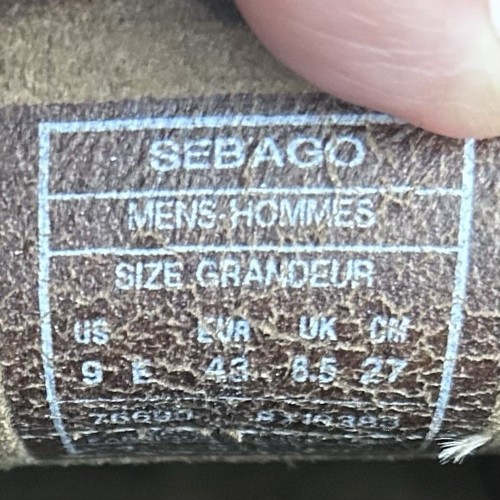 SEBAGO
MENS-HOMMES
SIZE GRANDEUR
US EUR UK CM
9 E 43 8.5 27